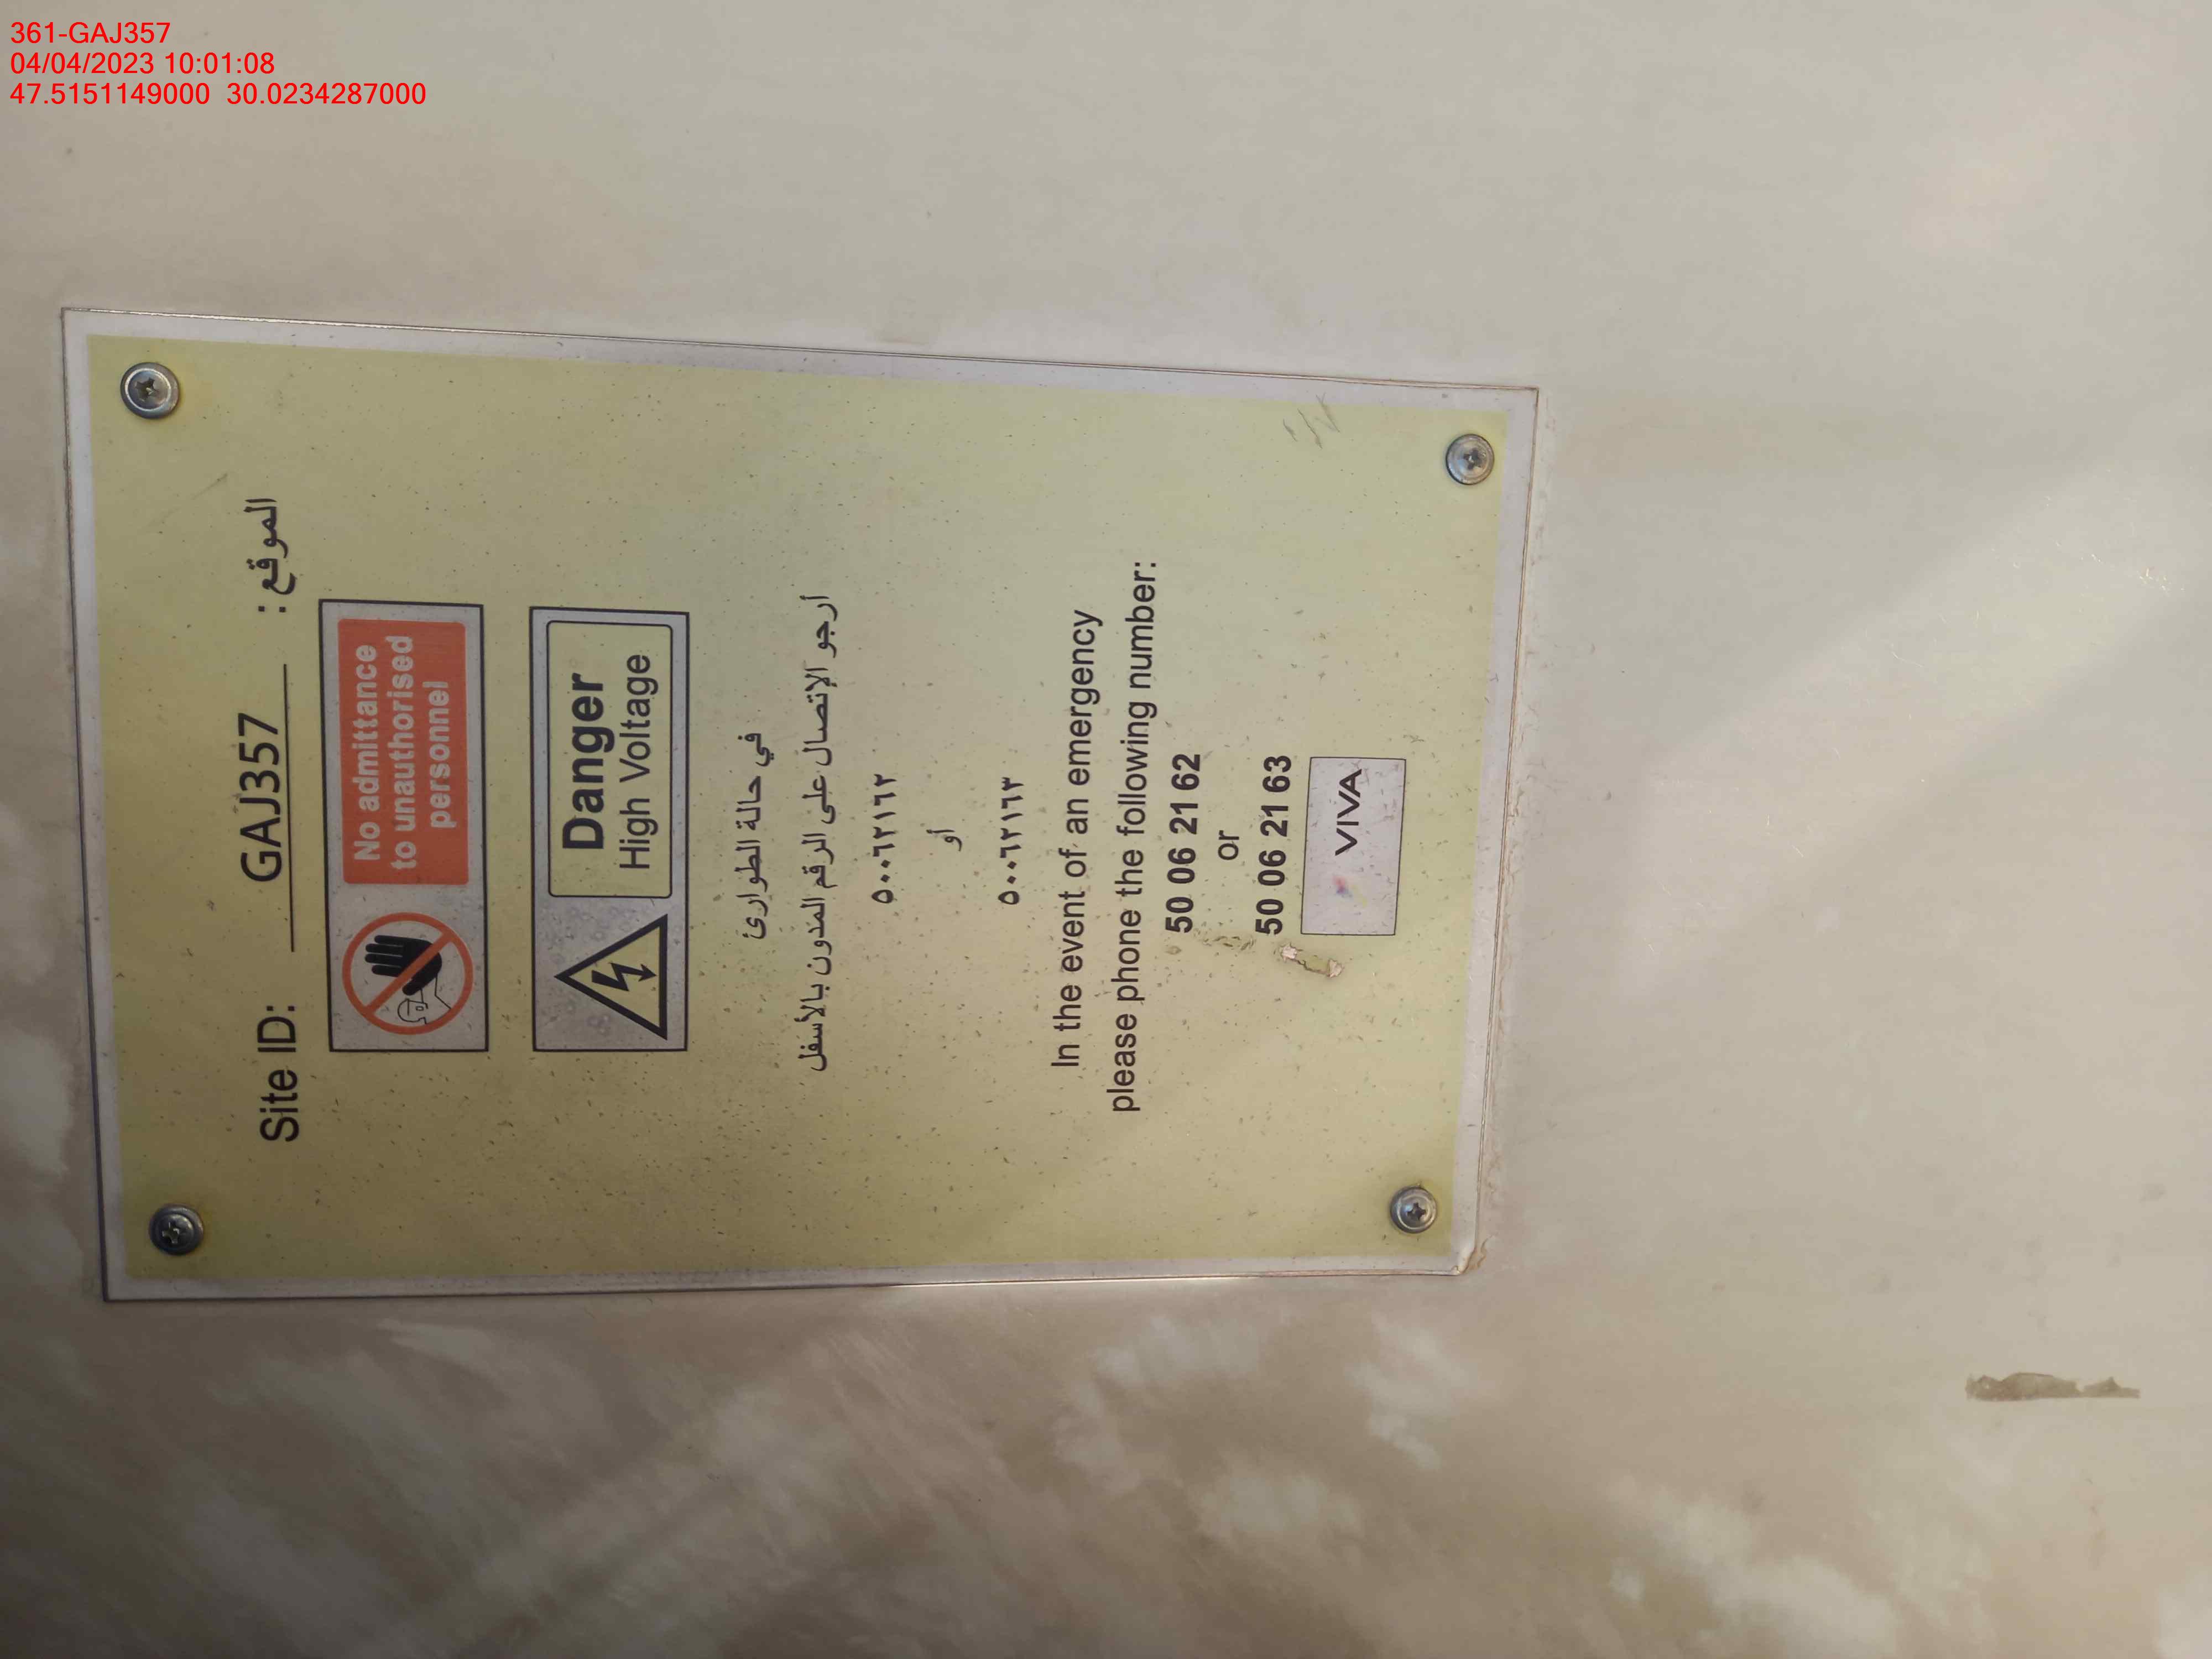 361-GAJ357
04/04/2023 10:01:08
47.5151149000 30.0234287000
Site ID: GAJ357 : الموقع
No admittance
to unauthorised
personnel
Danger
High Voltage
في حالة الطوارئ
أرجو الإتصال على الرقم المدون بالأسفل
٥٠٠٦٢١٦٢
أو
٥٠٠٦٢١٦٣
In the event of an emergency
please phone the following number:
50 06 21 62
or
50 06 21 63
VIVA